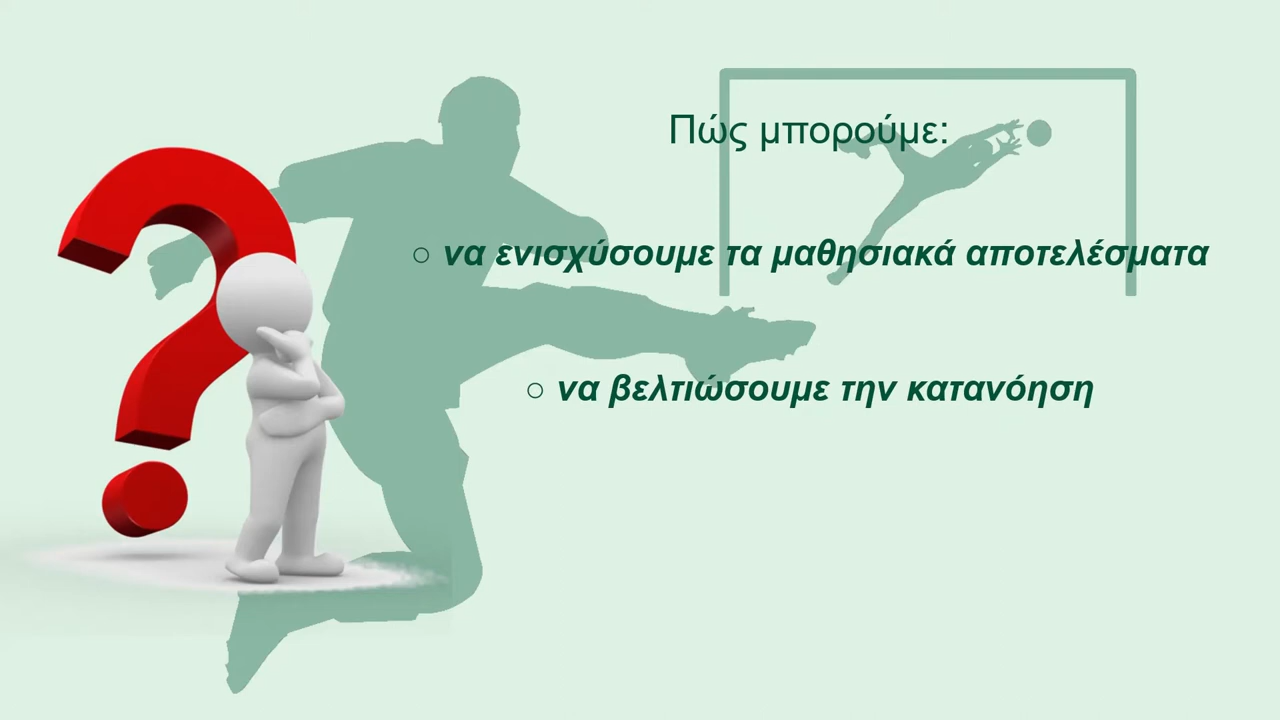 Πώς μπορούμε:
○ να ενισχύσουμε τα μαθησιακά αποτελέσματα
○ να βελτιώσουμε την κατανόηση